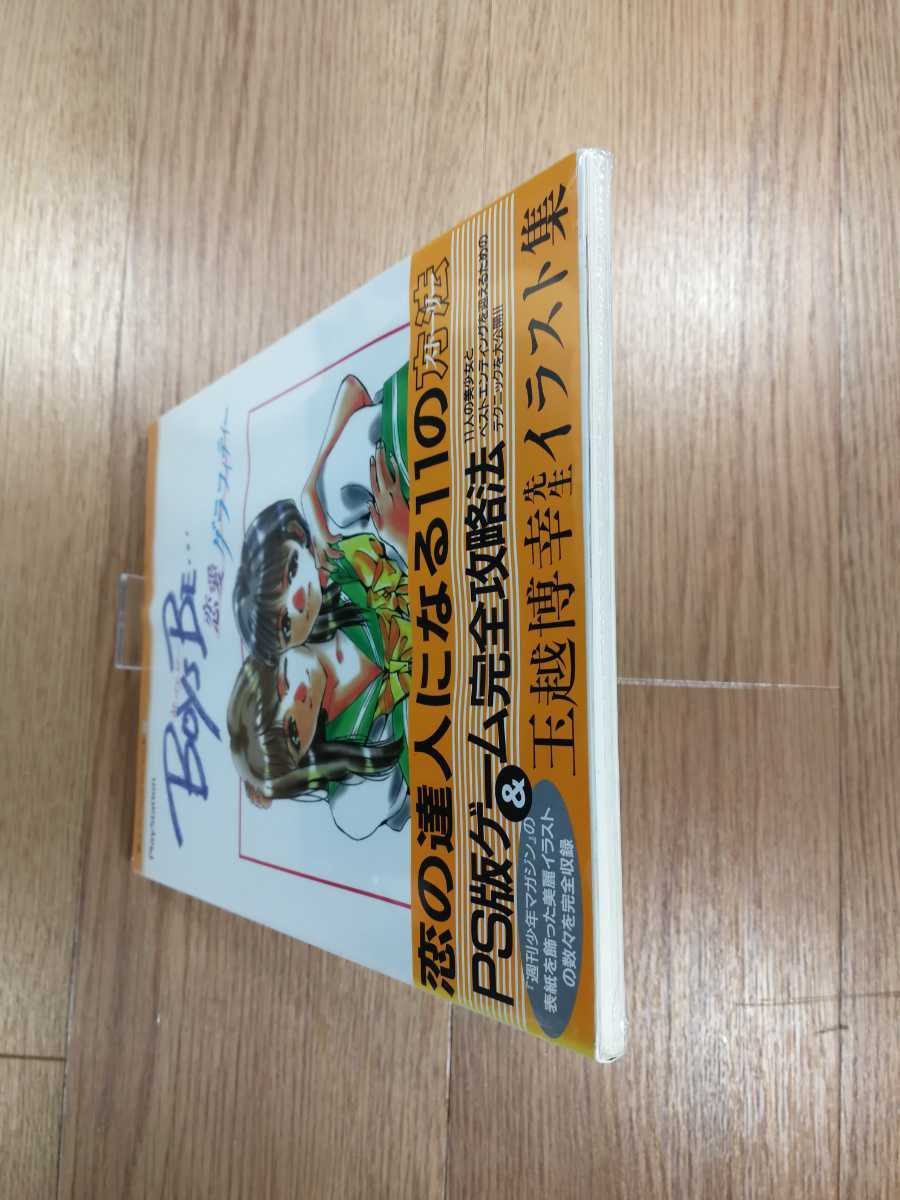 PlayStation
BOYS BE...
恋愛グラフィティー
恋の達人になる11の方法
PS版ゲーム完全攻略法
11人の美少女と
ベストエンディングを迎えるための
テクニックを大公開!!
&
玉越博幸先生イラスト集
『週刊少年マガジン』の
表紙を飾った美麗イラスト
の数々を完全収録